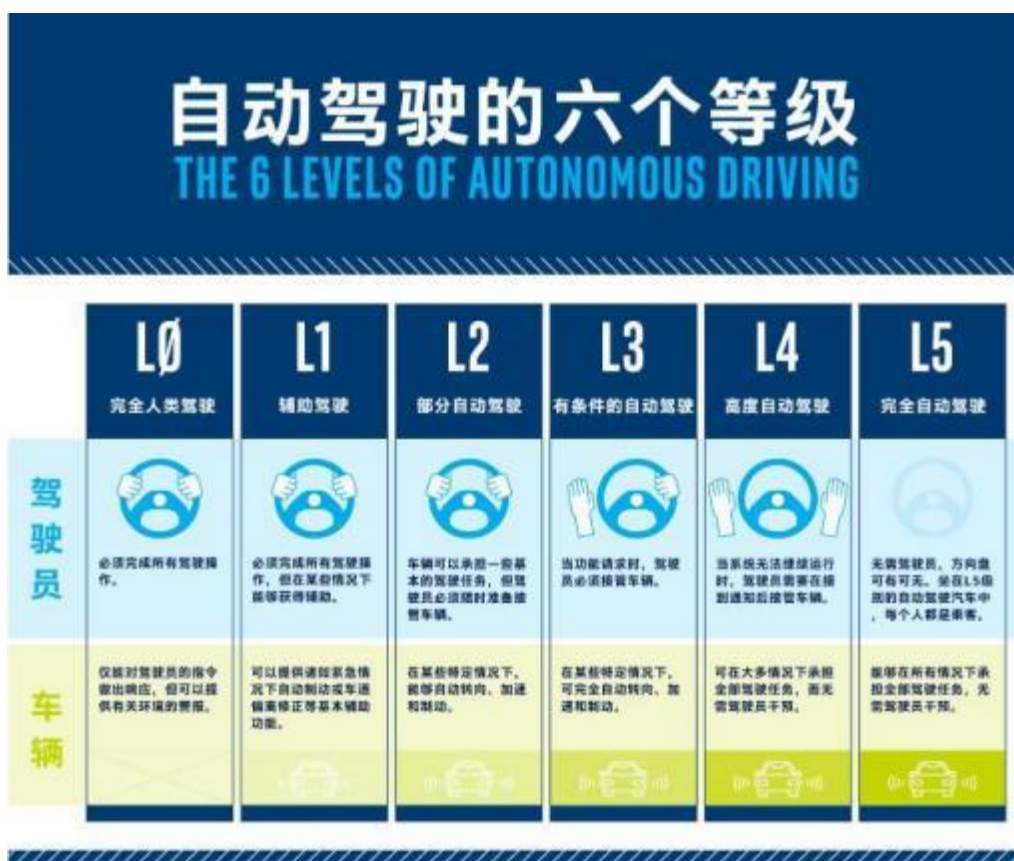 自动驾驶的六个等级
THE 6 LEVELS OF AUTONOMOUS DRIVING
LØ
完全人类驾驶
L1
辅助驾驶
L2
部分自动驾驶
L3
有条件的自动驾驶
L4
高度自动驾驶
L5
完全自动驾驶
驾驶员
必须完成所有驾驶操
作。
必须完成所有驾驶操
作，但在某些情况下
能够获得辅助。
车辆可以承担一些基
本的驾驶任务，但驾
驶员必须随时准备接
管车辆。
当功能请求时，驾驶
员必须接管车辆。
当系统无法继续运行
时，驾驶员需要在接
到通知后接管车辆。
无需驾驶员，方向盘
可有可无。坐在L5级
别的自动驾驶汽车中
，每个人都是乘客。
车辆
仅能对驾驶员的指令
做出响应，但可以提
供有关环境的警报。
可以提供诸如紧急情
况下自动制动或车道
偏离修正等基本辅助
功能。
在某些特定情况下，
能够自动转向、加速
和制动。
在某些特定情况下，
可完全自动转向、加
速和制动。
可在大多情况下承担
全部驾驶任务，而无
需驾驶员干预。
能够在所有情况下承
担全部驾驶任务，无
需驾驶员干预。